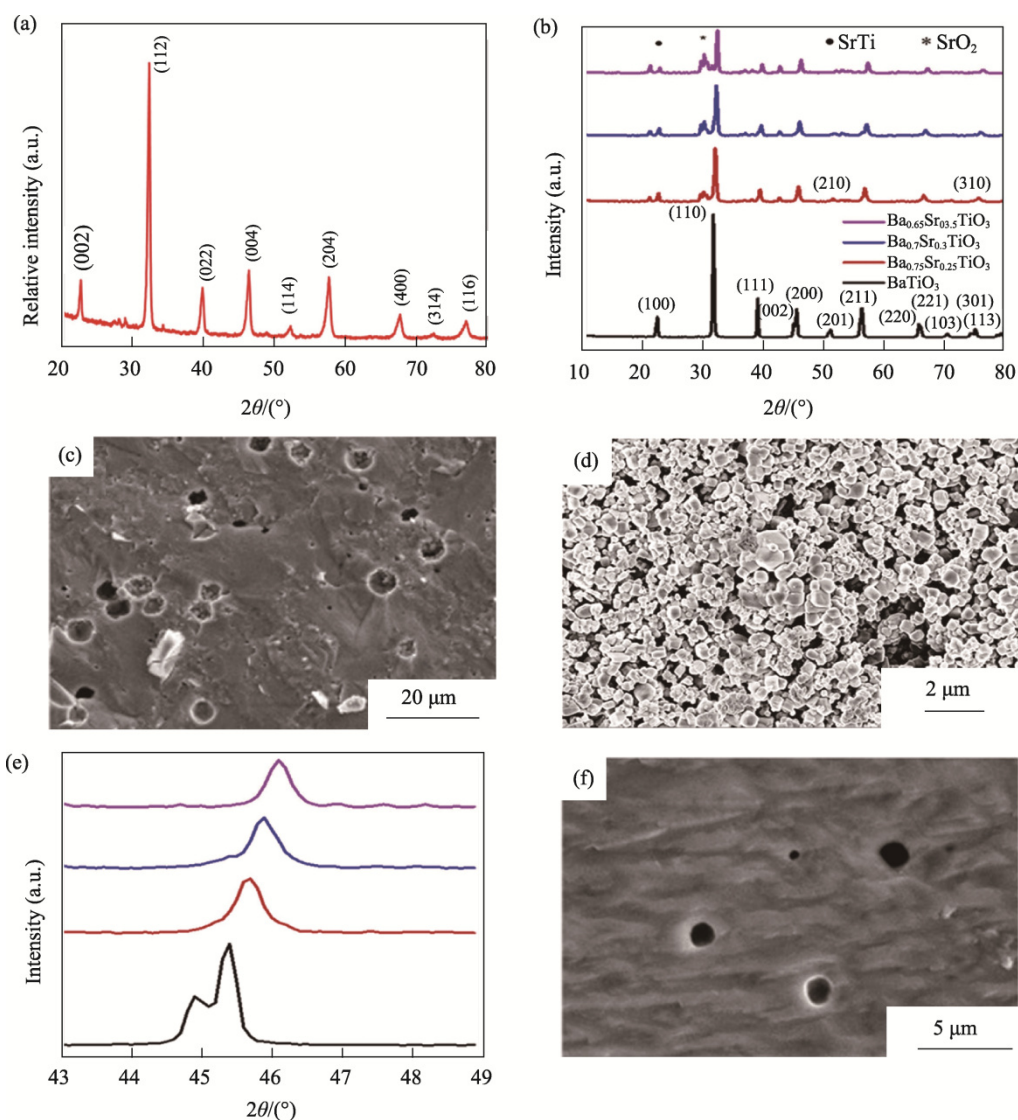 (a)
Relative intensity (a.u.)
(002)
(112)
(022)
(004)
(114)
(204)
(400)
(314)
(116)
20 30 40 50 60 70 80
2θ/(°)
(b)
● SrTi * SrO₂
Intensity (a.u.)
(210) (310)
(110)
Ba₀.₆₅Sr₀₃.₅TiO₃
Ba₀.₇Sr₀.₃TiO₃
Ba₀.₇₅Sr₀.₂₅TiO₃
BaTiO₃
(100)
(111)
(002)
(200)
(201)
(211)
(220)
(221)
(103)
(301)
(113)
10 20 30 40 50 60 70 80
2θ/(°)
(c)
20 μm
(d)
2 μm
(e)
Intensity (a.u.)
43 44 45 46 47 48 49
2θ/(°)
(f)
5 μm